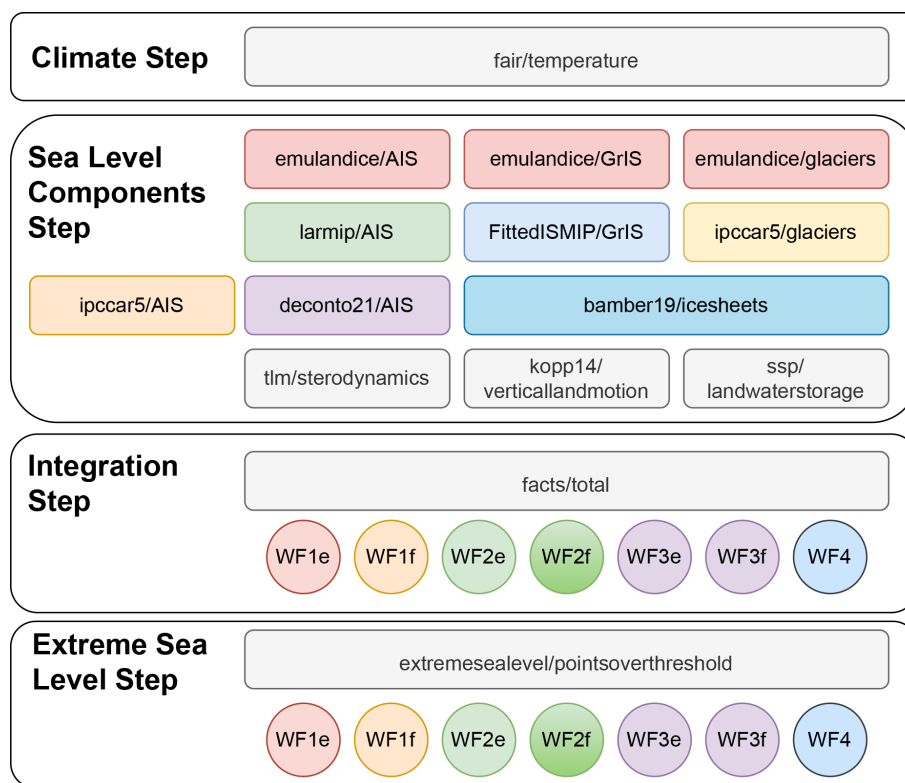 Climate Step
fair/temperature
Sea Level
Components
Step
emulandice/AIS
emulandice/GrIS
emulandice/glaciers
larmip/AIS
FittedISMIP/GrIS
ipccar5/glaciers
ipccar5/AIS
deconto21/AIS
bamber19/icesheets
tlm/sterodynamics
kopp14/
verticallandmotion
ssp/
landwaterstorage
Integration
Step
facts/total
WF1e
WF1f
WF2e
WF2f
WF3e
WF3f
WF4
Extreme Sea
Level Step
extremesealevel/pointsoverthreshold
WF1e
WF1f
WF2e
WF2f
WF3e
WF3f
WF4